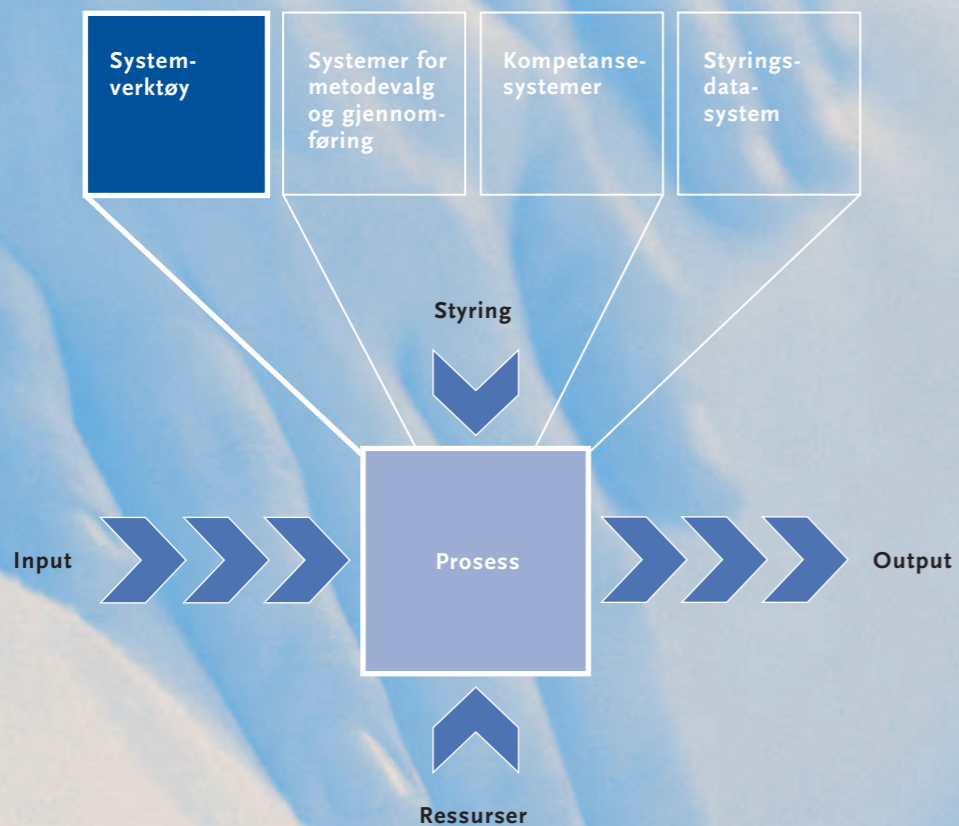 System-
verktøy
Systemer for
metodevalg
og gjennom-
føring
Kompetanse-
systemer
Styrings-
data-
system
Styring
Input
Prosess
Output
Ressurser